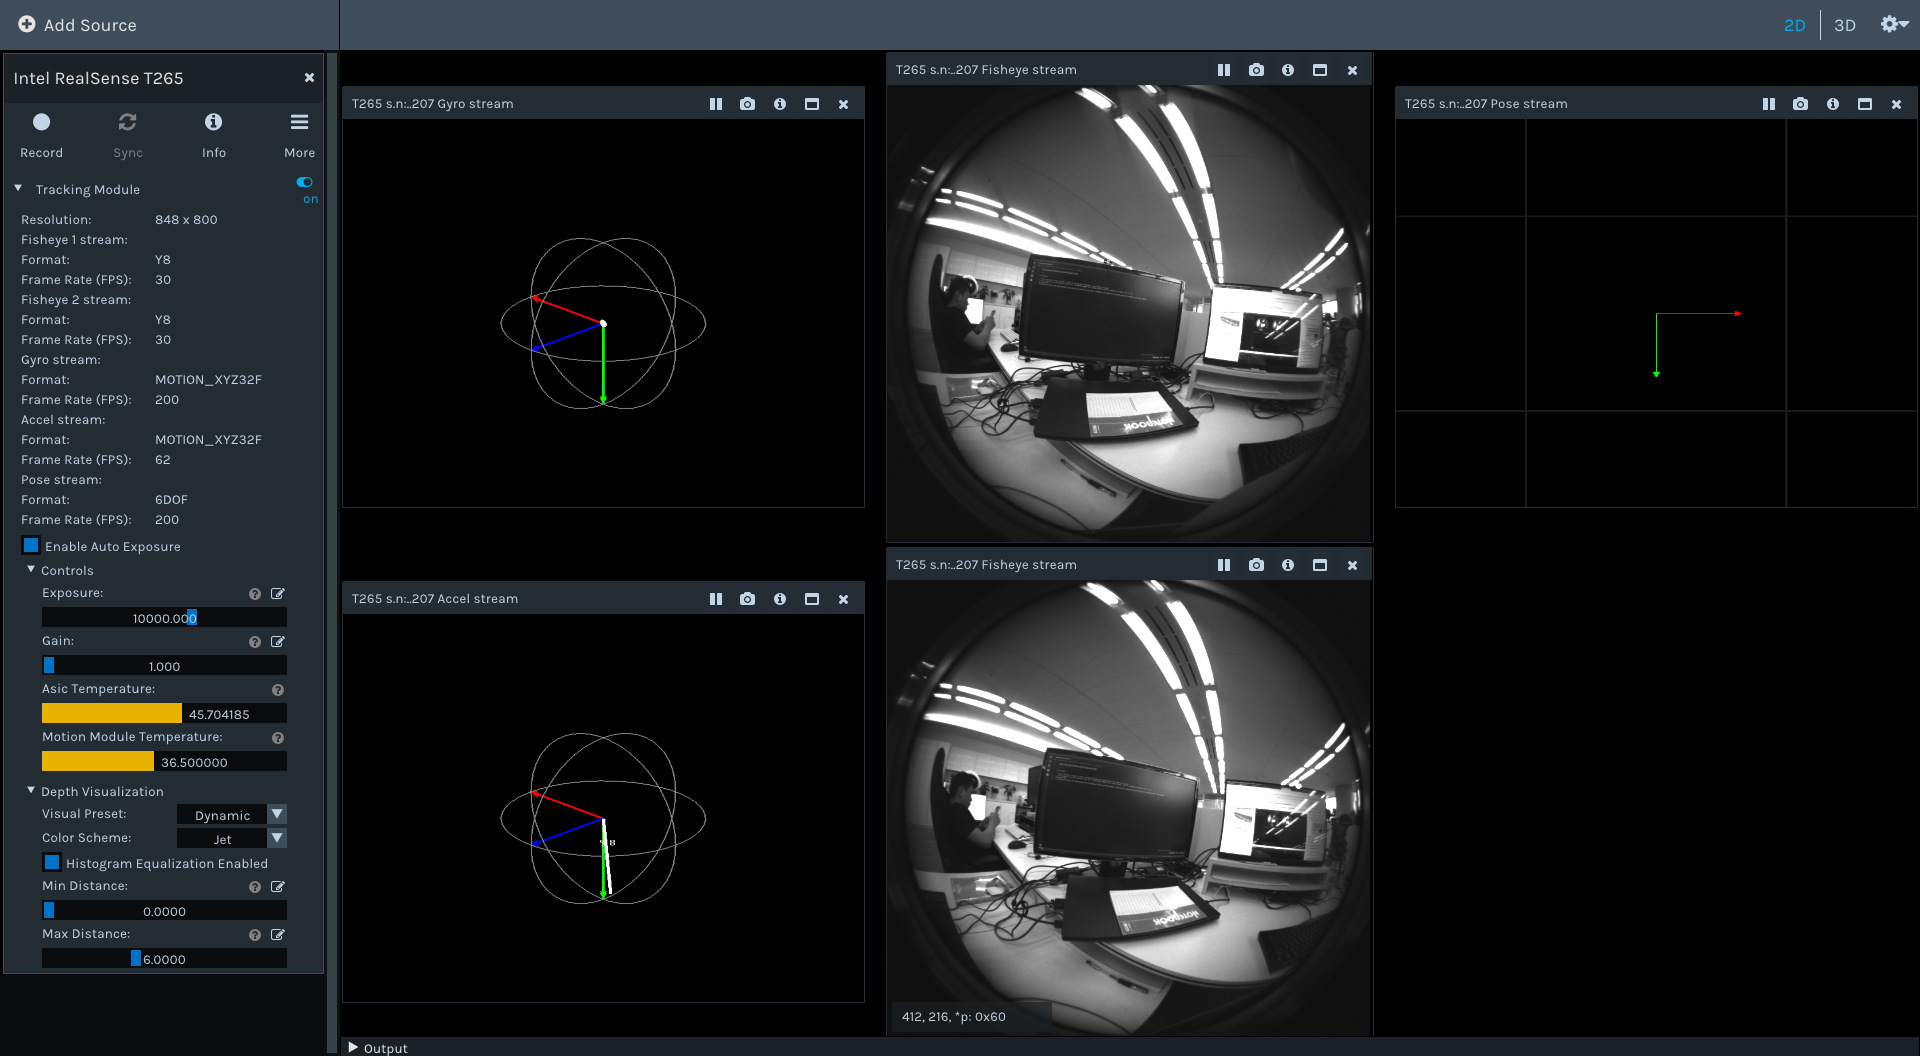 Add Source
2D
3D
Intel RealSense T265
Record
Sync
Info
More
Tracking Module
on
Resolution: 848 x 800
Fisheye 1 stream:
Format: Y8
Frame Rate (FPS): 30
Fisheye 2 stream:
Format: Y8
Frame Rate (FPS): 30
Gyro stream:
Format: MOTION_XYZ32F
Frame Rate (FPS): 200
Accel stream:
Format: MOTION_XYZ32F
Frame Rate (FPS): 62
Pose stream:
Format: 6DOF
Frame Rate (FPS): 200
Enable Auto Exposure
Controls
Exposure:
10000.000
Gain:
1.000
Asic Temperature:
45.704185
Motion Module Temperature:
36.500000
Depth Visualization
Visual Preset: Dynamic
Color Scheme: Jet
Histogram Equalization Enabled
Min Distance:
0.0000
Max Distance:
6.0000
T265 s.n:..207 Gyro stream
T265 s.n:..207 Accel stream
T265 s.n:..207 Fisheye stream
NOTEBOOK
T265 s.n:..207 Fisheye stream
NOTEBOOK
412, 216, *p: 0x60
T265 s.n:..207 Pose stream
Output